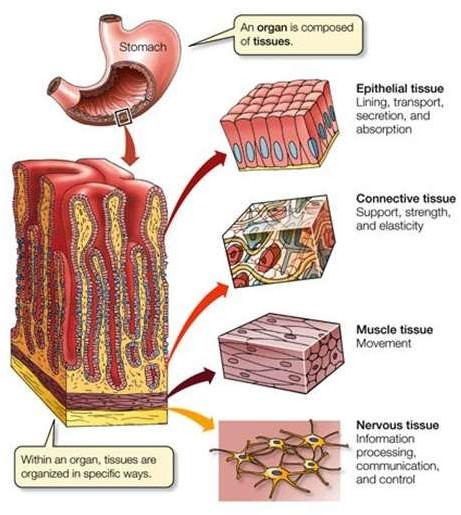 Stomach
An organ is composed
of tissues.
Epithelial tissue
Lining, transport,
secretion, and
absorption
Connective tissue
Support, strength,
and elasticity
Muscle tissue
Movement
Nervous tissue
Information
processing,
communication,
and control
Within an organ, tissues are
organized in specific ways.